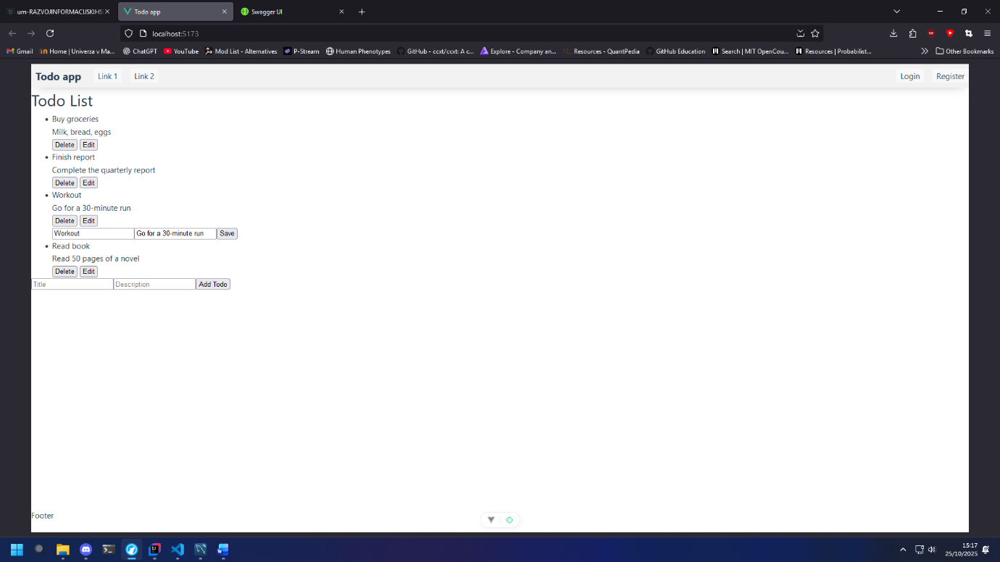 um-RAZVOJINFORMACIJSKIHS
Todo app
Swagger UI
localhost:5173
Gmail
Home | Univerza v Ma...
ChatGPT
YouTube
Mod List - Alternatives
P-Stream
Human Phenotypes
GitHub - ccxt/ccxt: A c...
Explore - Company an...
Resources - QuantPedia
GitHub Education
Search | MIT OpenCou...
Resources | Probabilist...
Other Bookmarks
Todo app Link 1 Link 2 Login Register
Todo List
• Buy groceries
Milk, bread, eggs
Delete Edit
• Finish report
Complete the quarterly report
Delete Edit
• Workout
Go for a 30-minute run
Delete Edit
Workout Go for a 30-minute run Save
• Read book
Read 50 pages of a novel
Delete Edit
Title Description Add Todo
Footer
15:17
25/10/2025